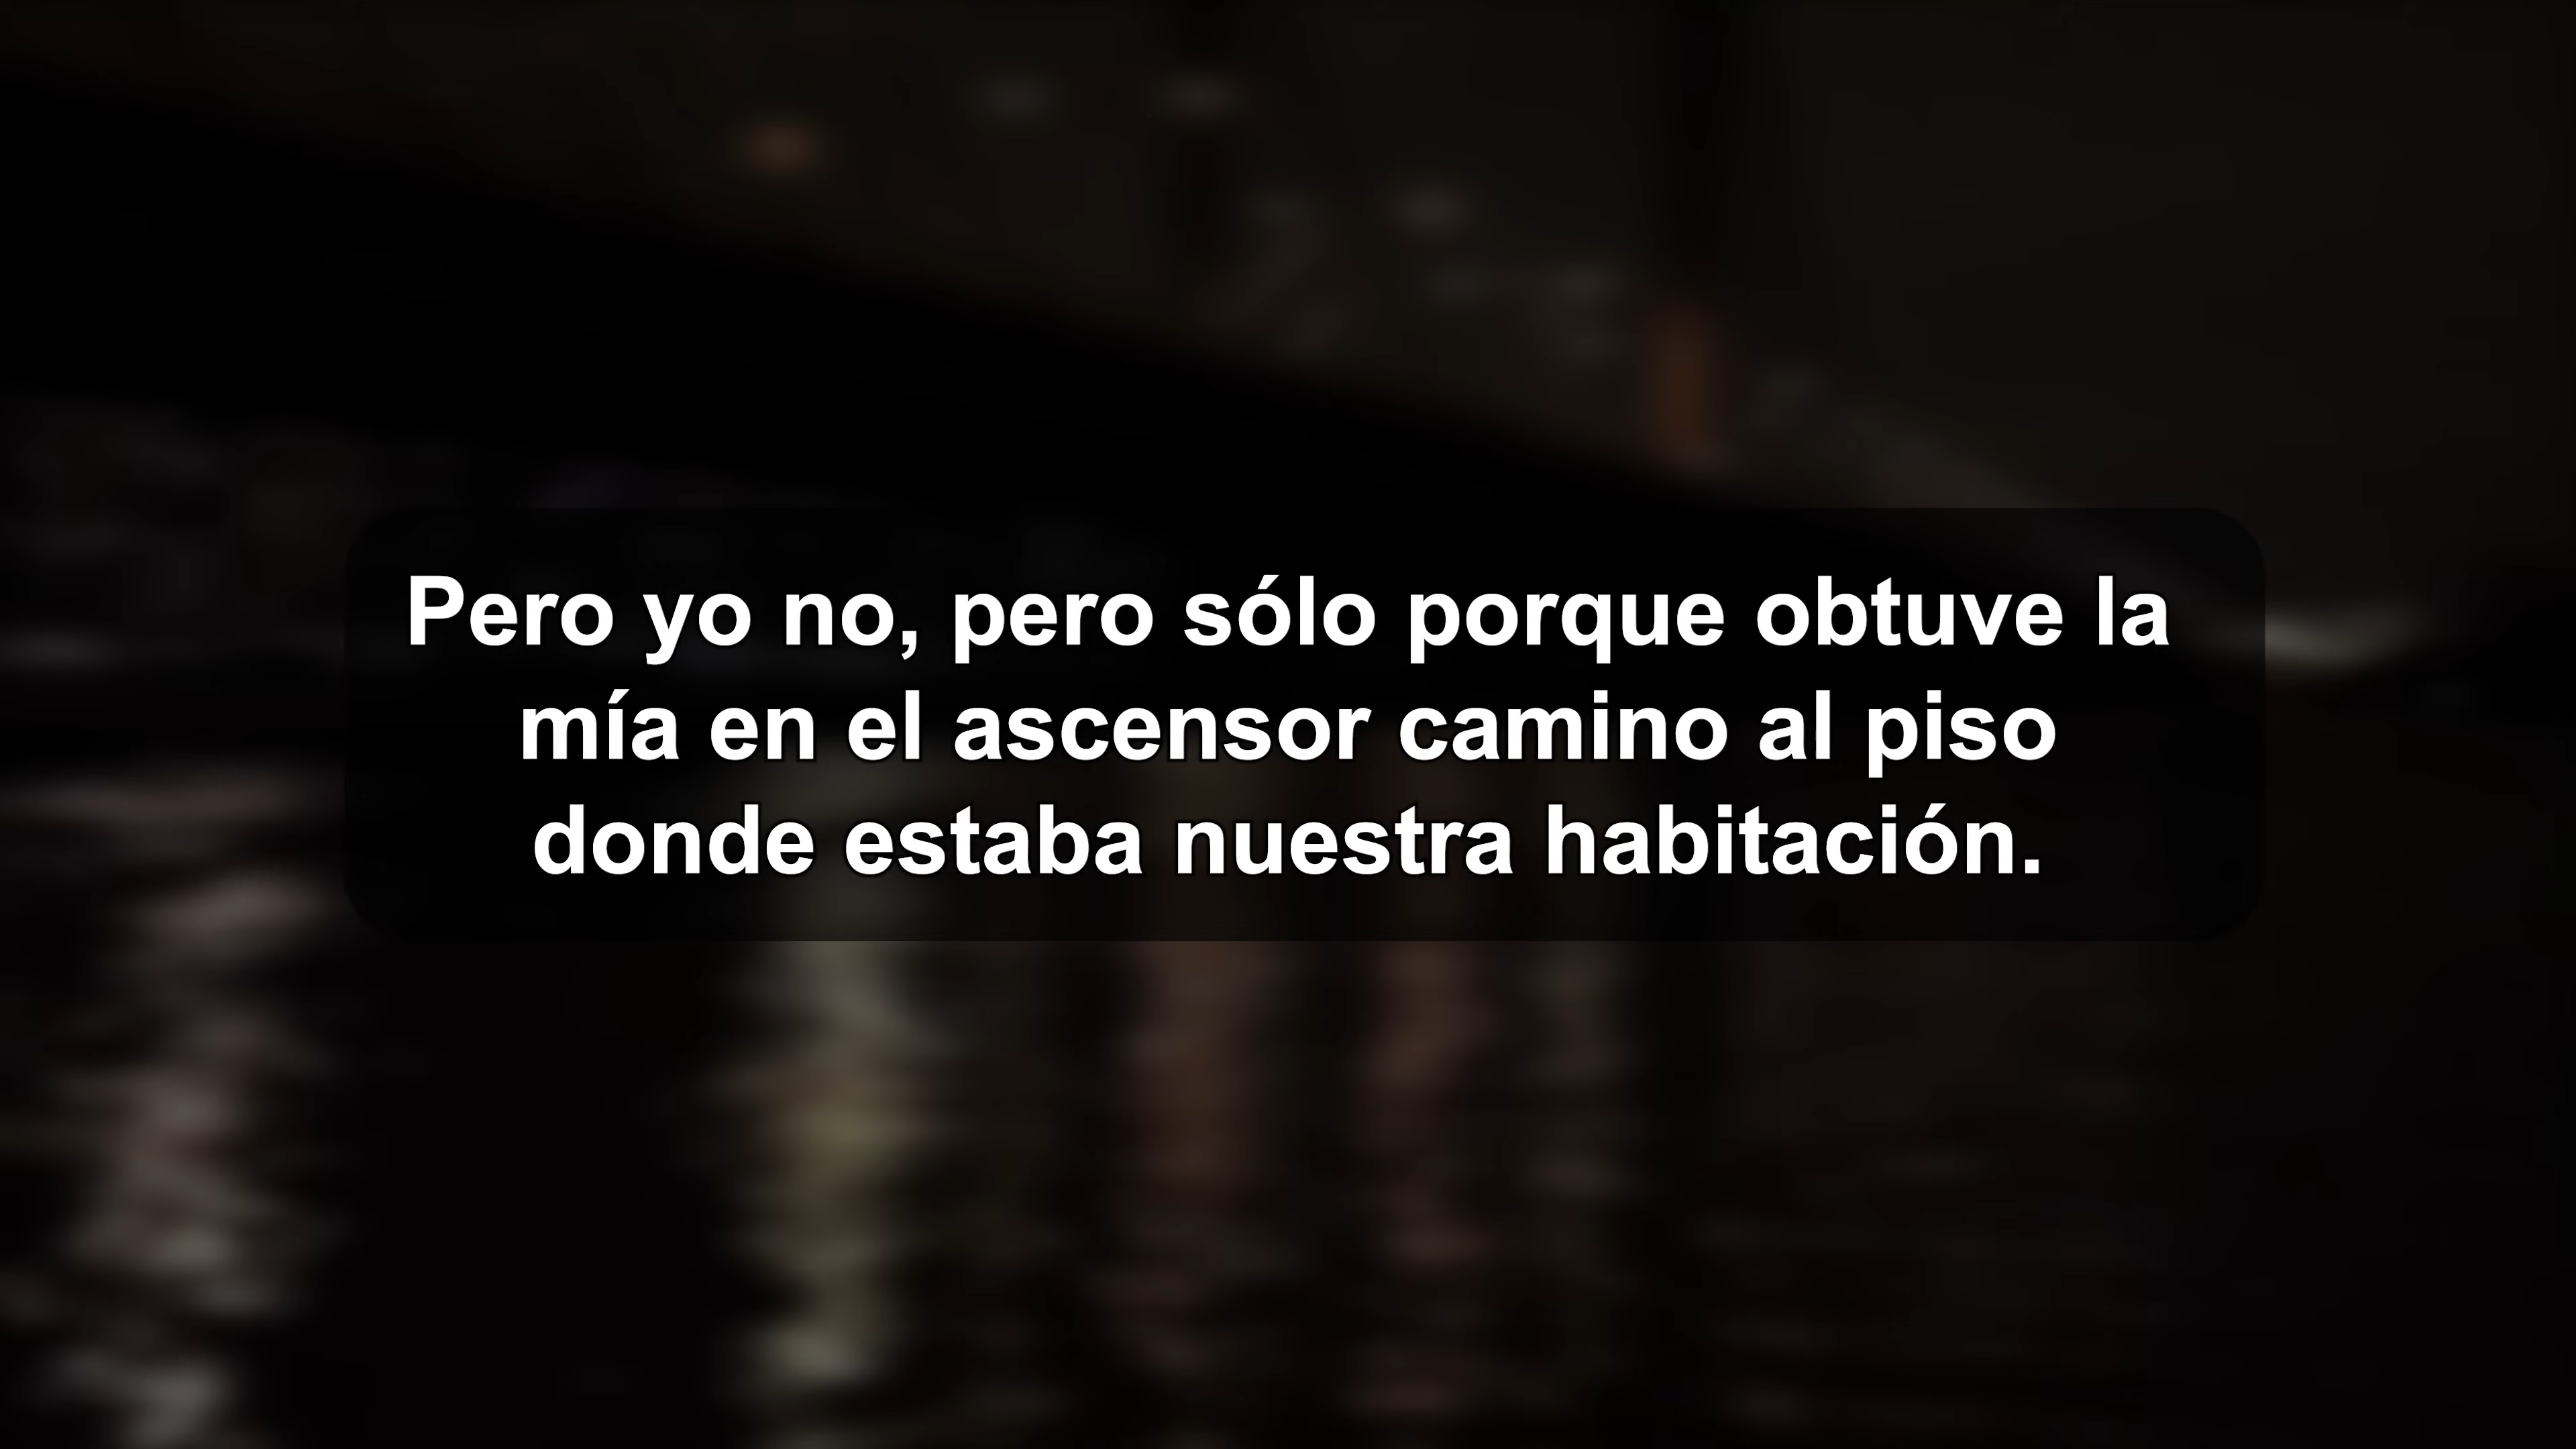 Pero yo no, pero sólo porque obtuve la
mía en el ascensor camino al piso
donde estaba nuestra habitación.